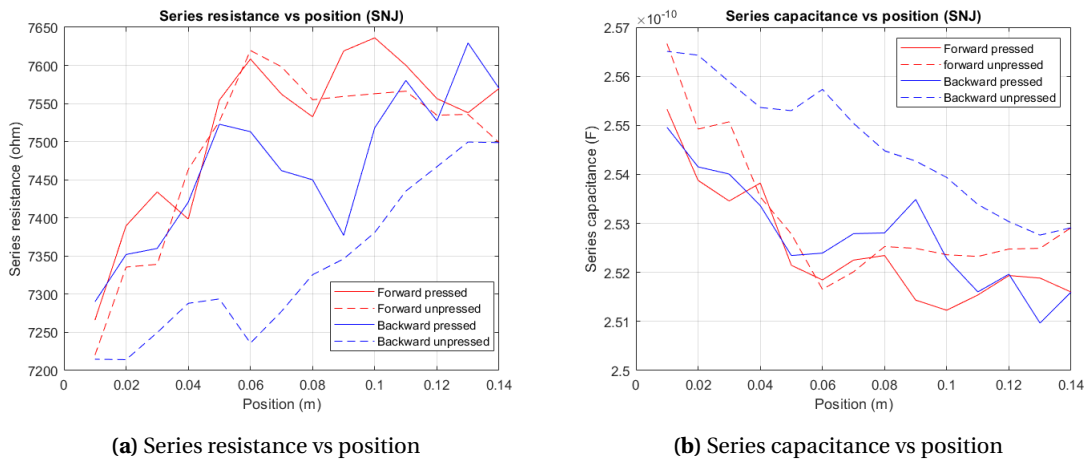 Series resistance vs position (SNJ)
7650
7600
7550
7500
7450
7400
7350
7300
7250
7200
Series resistance (ohm)
0
0.02
0.04
0.06
0.08
0.1
0.12
0.14
Position (m)
Forward pressed
Forward unpressed
Backward pressed
Backward unpressed
(a) Series resistance vs position
Series capacitance vs position (SNJ)
×10⁻¹⁰
2.57
2.56
2.55
2.54
2.53
2.52
2.51
2.5
Series capacitance (F)
0
0.02
0.04
0.06
0.08
0.1
0.12
0.14
Position (m)
Forward pressed
forward unpressed
Backward pressed
Backward unpressed
(b) Series capacitance vs position